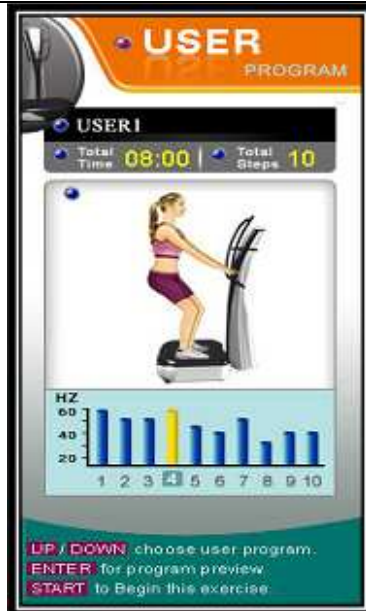 USER
PROGRAM
USER1
Total Time 08:00 | Total Steps 10
HZ
60
40
20
1 2 3 4 5 6 7 8 9 10
UP / DOWN choose user program.
ENTER for program preview
START to Begin this exercise